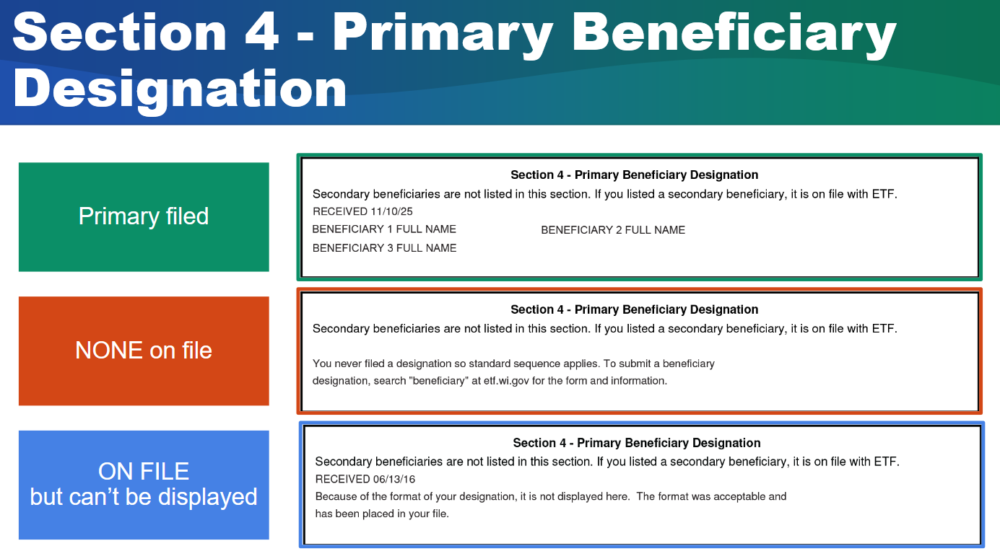 Section 4 - Primary Beneficiary
Designation
Primary filed
Section 4 - Primary Beneficiary Designation
Secondary beneficiaries are not listed in this section. If you listed a secondary beneficiary, it is on file with ETF.
RECEIVED 11/10/25
BENEFICIARY 1 FULL NAME BENEFICIARY 2 FULL NAME
BENEFICIARY 3 FULL NAME
NONE on file
Section 4 - Primary Beneficiary Designation
Secondary beneficiaries are not listed in this section. If you listed a secondary beneficiary, it is on file with ETF.
You never filed a designation so standard sequence applies. To submit a beneficiary
designation, search "beneficiary" at etf.wi.gov for the form and information.
ON FILE
but can’t be displayed
Section 4 - Primary Beneficiary Designation
Secondary beneficiaries are not listed in this section. If you listed a secondary beneficiary, it is on file with ETF.
RECEIVED 06/13/16
Because of the format of your designation, it is not displayed here. The format was acceptable and
has been placed in your file.